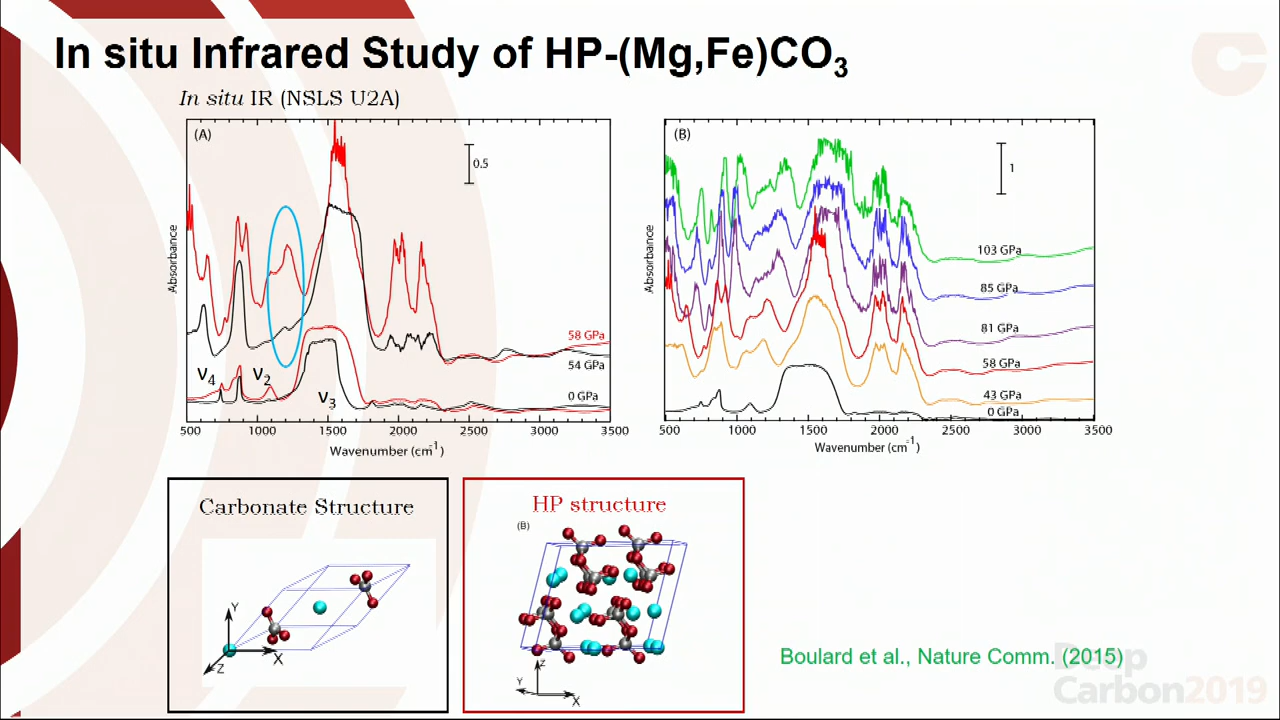 In situ Infrared Study of HP-(Mg,Fe)CO₃
In situ IR (NSLS U2A)
(A)
0.5
Absorbance
58 GPa
54 GPa
0 GPa
ν4
ν2
ν3
500 1000 1500 2000 2500 3000 3500
Wavenumber (cm⁻¹)
(B)
1
Absorbance
103 GPa
85 GPa
81 GPa
58 GPa
43 GPa
0 GPa
500 1000 1500 2000 2500 3000 3500
Wavenumber (cm⁻¹)
Carbonate Structure
Y
X
Z
HP structure
(B)
Z
Y
X
Boulard et al., Nature Comm. (2015)
Deep
Carbon2019